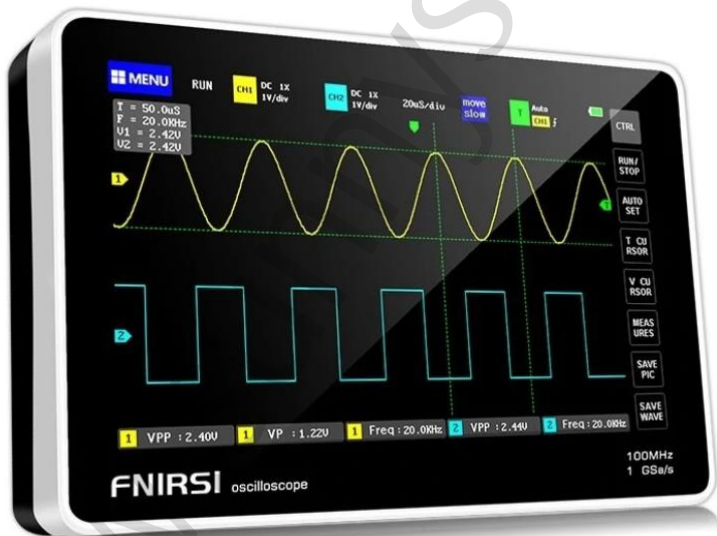 MENU
RUN
CH1 DC 1X
1V/div
CH2 DC 1X
1V/div
20uS/div
move
slow
T Auto
CH1
CTRL
T = 50.0uS
F = 20.0KHz
V1 = 2.42V
V2 = 2.42V
RUN/
STOP
AUTO
SET
1
T
T CU
RSOR
V CU
RSOR
2
MEAS
URES
SAVE
PIC
SAVE
WAVE
1 VPP :2.40V
1 VP :1.22V
1 Freq :20.0KHz
2 VPP :2.44V
2 Freq :20.0KHz
FNIRSI oscilloscope
100MHz
1 GSa/s